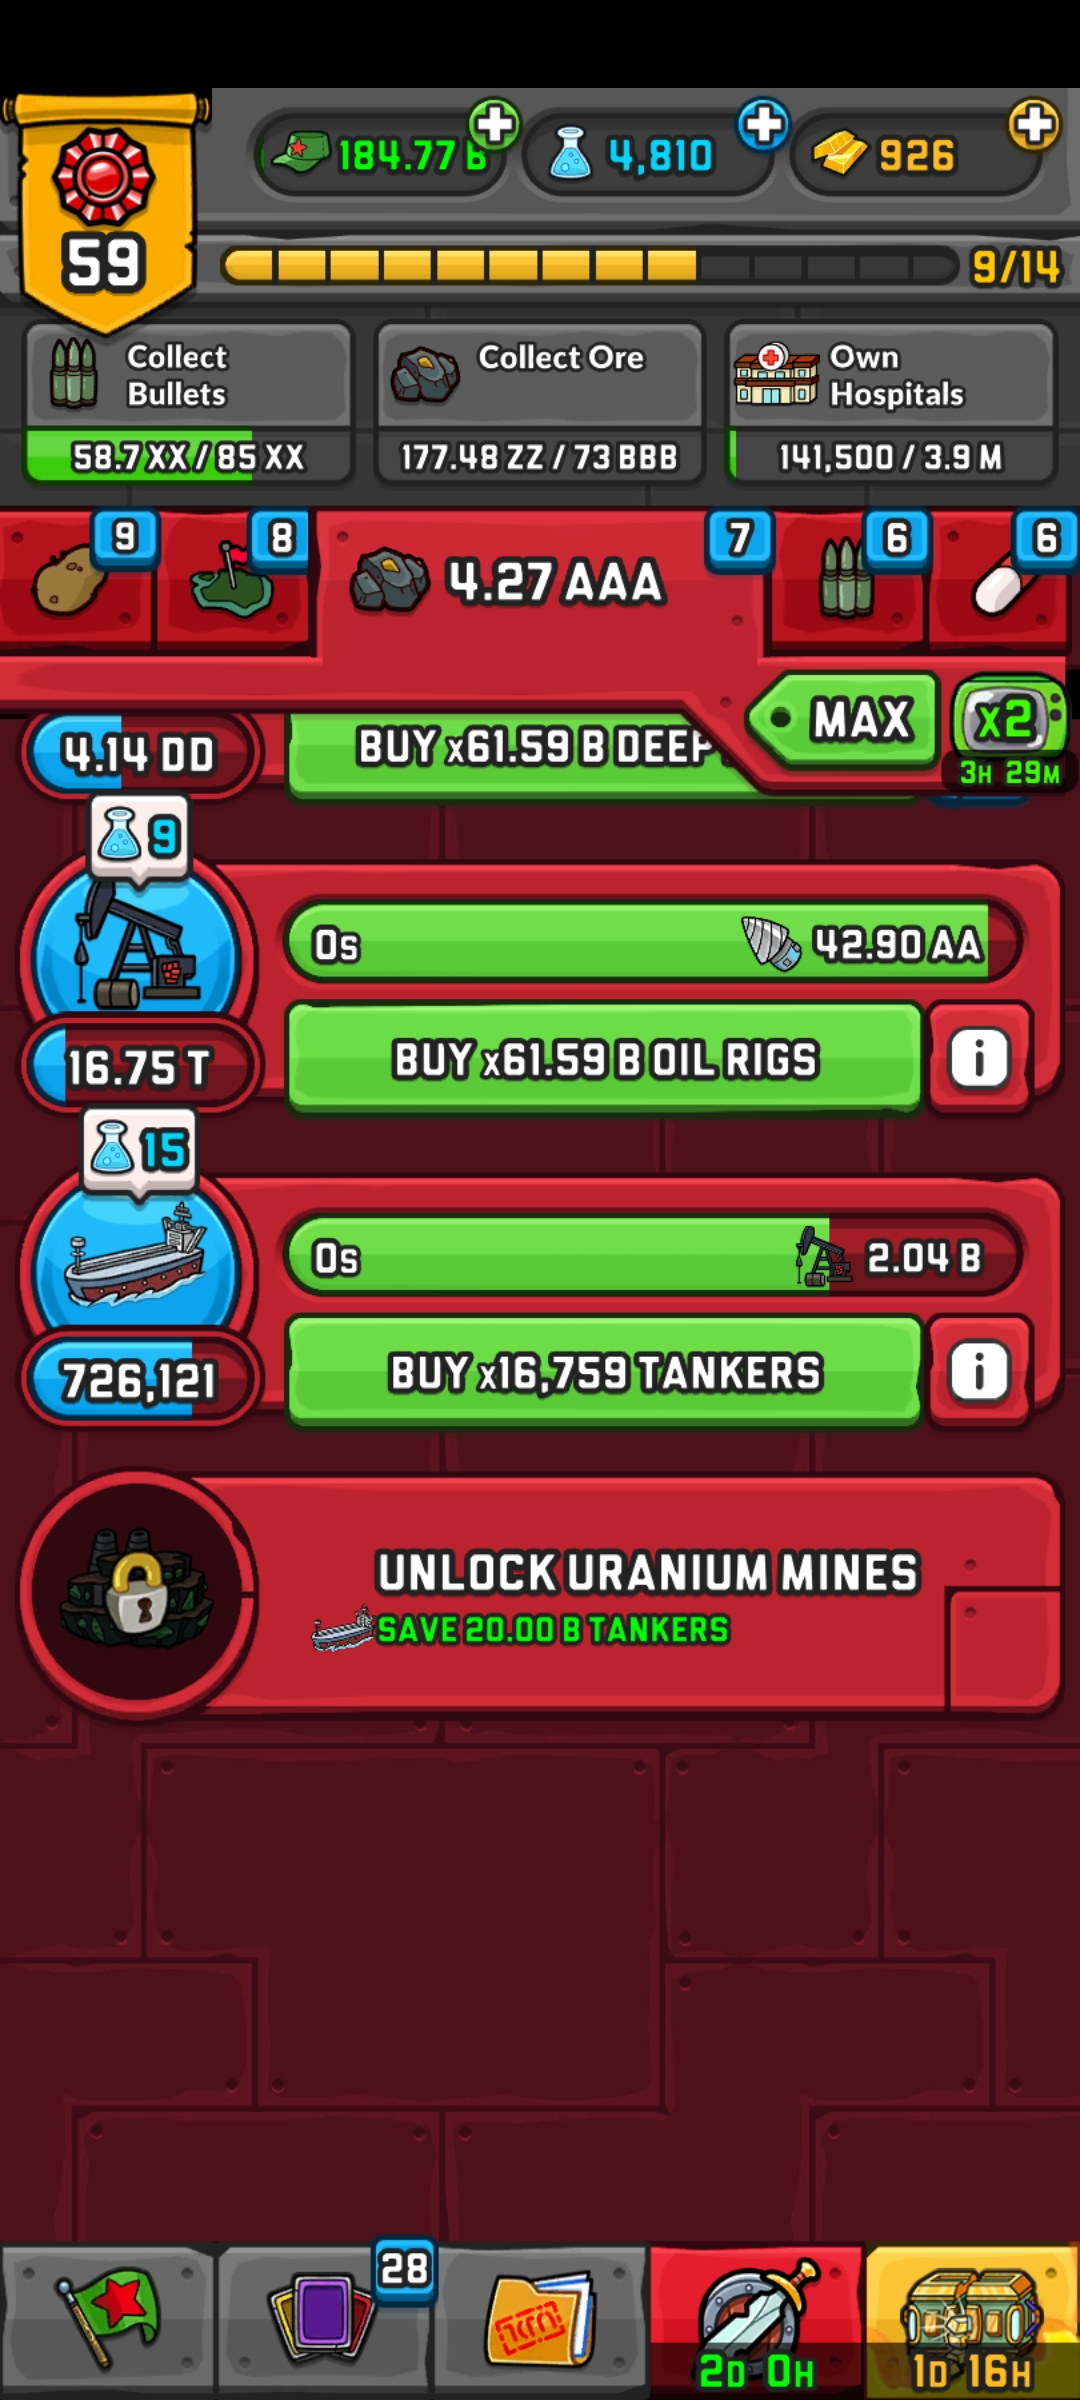 184.77 B
4,810
926
59
9/14
Collect
Bullets
58.7 XX / 85 XX
Collect Ore
177.48 ZZ / 73 BBB
Own
Hospitals
141,500 / 3.9 M
9
8
4.27 AAA
7
6
6
MAX
x2
3H 29M
4.14 DD
BUY x61.59 B DEEP
9
0s
42.90 AA
16.75 T
BUY x61.59 B OIL RIGS
i
15
0s
2.04 B
726,121
BUY x16,759 TANKERS
i
UNLOCK URANIUM MINES
SAVE 20.00 B TANKERS
28
2D 0H
1D 16H